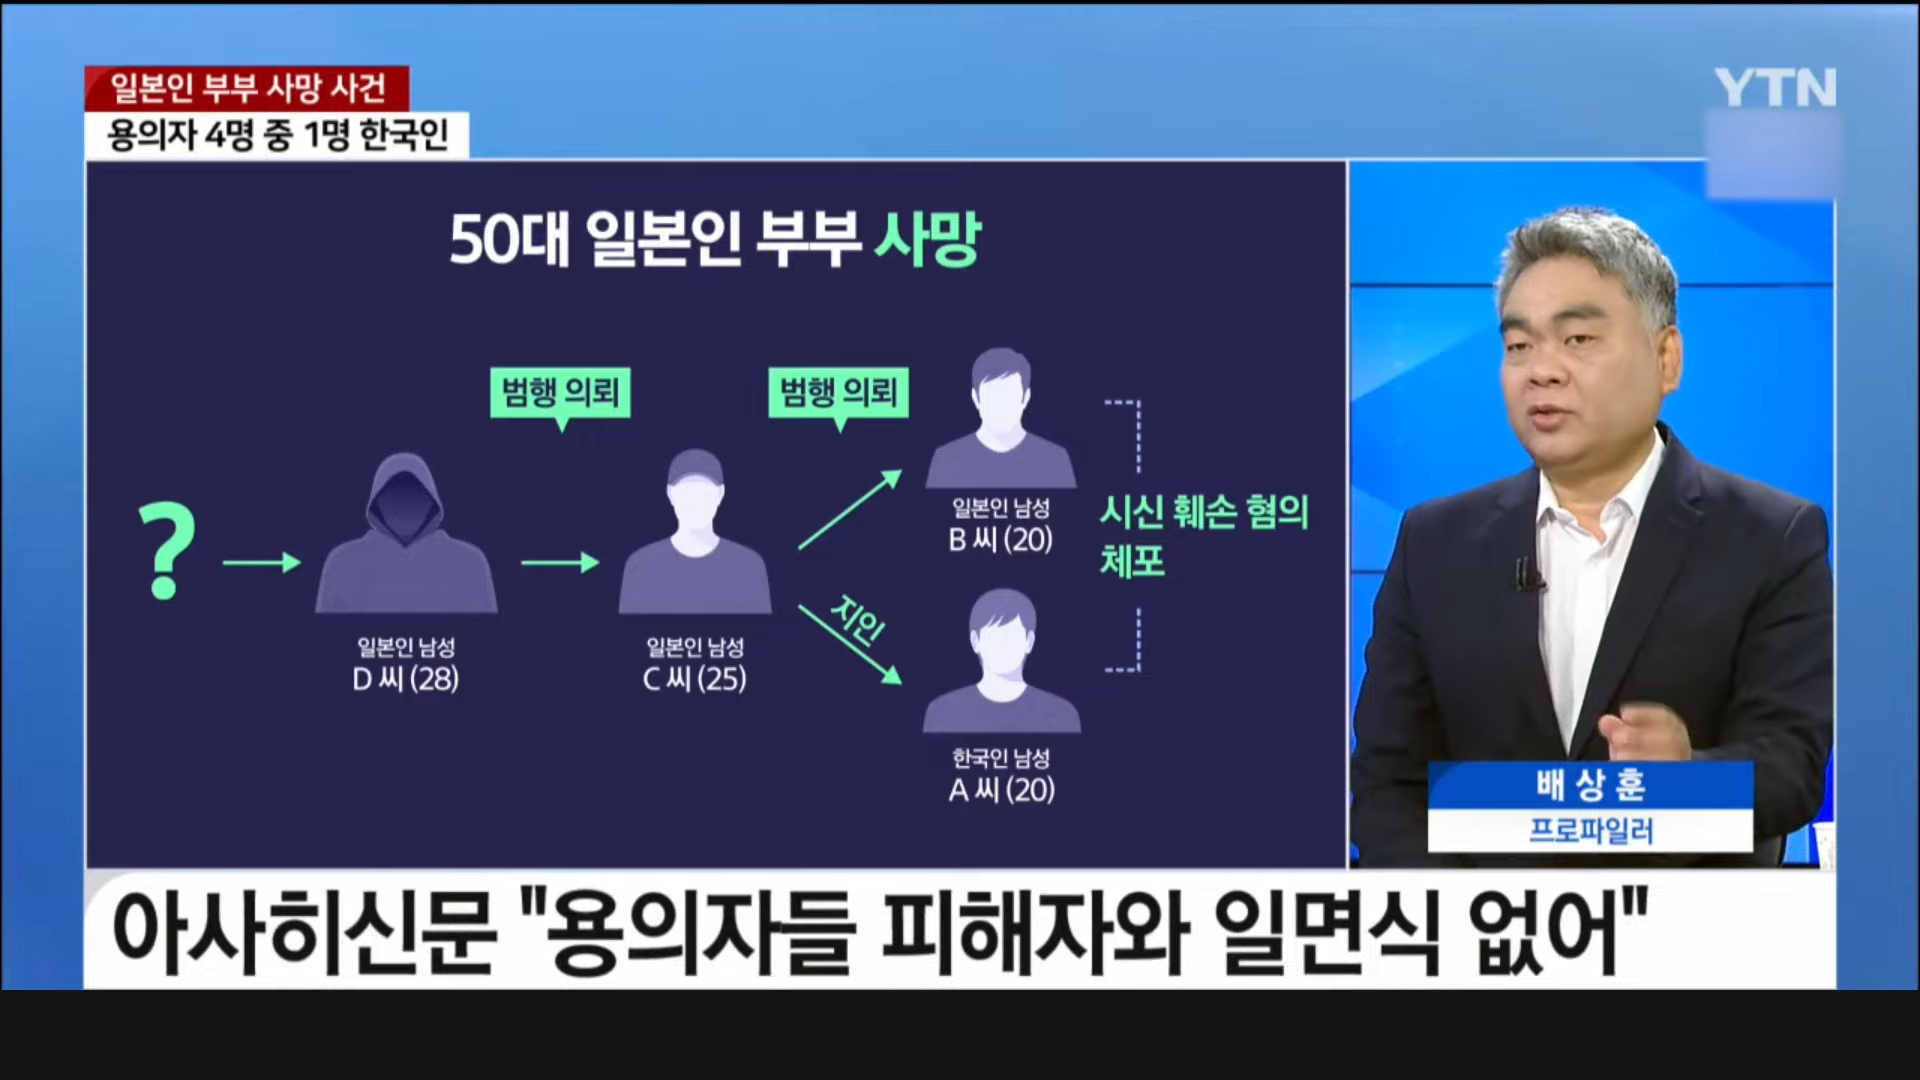 일본인 부부 사망 사건
용의자 4명 중 1명 한국인
YTN
50대 일본인 부부 사망
범행 의뢰
범행 의뢰
?
일본인 남성
D 씨 (28)
일본인 남성
C 씨 (25)
일본인 남성
B 씨 (20)
지인
한국인 남성
A 씨 (20)
시신 훼손 혐의
체포
배상훈
프로파일러
아사히신문 "용의자들 피해자와 일면식 없어"